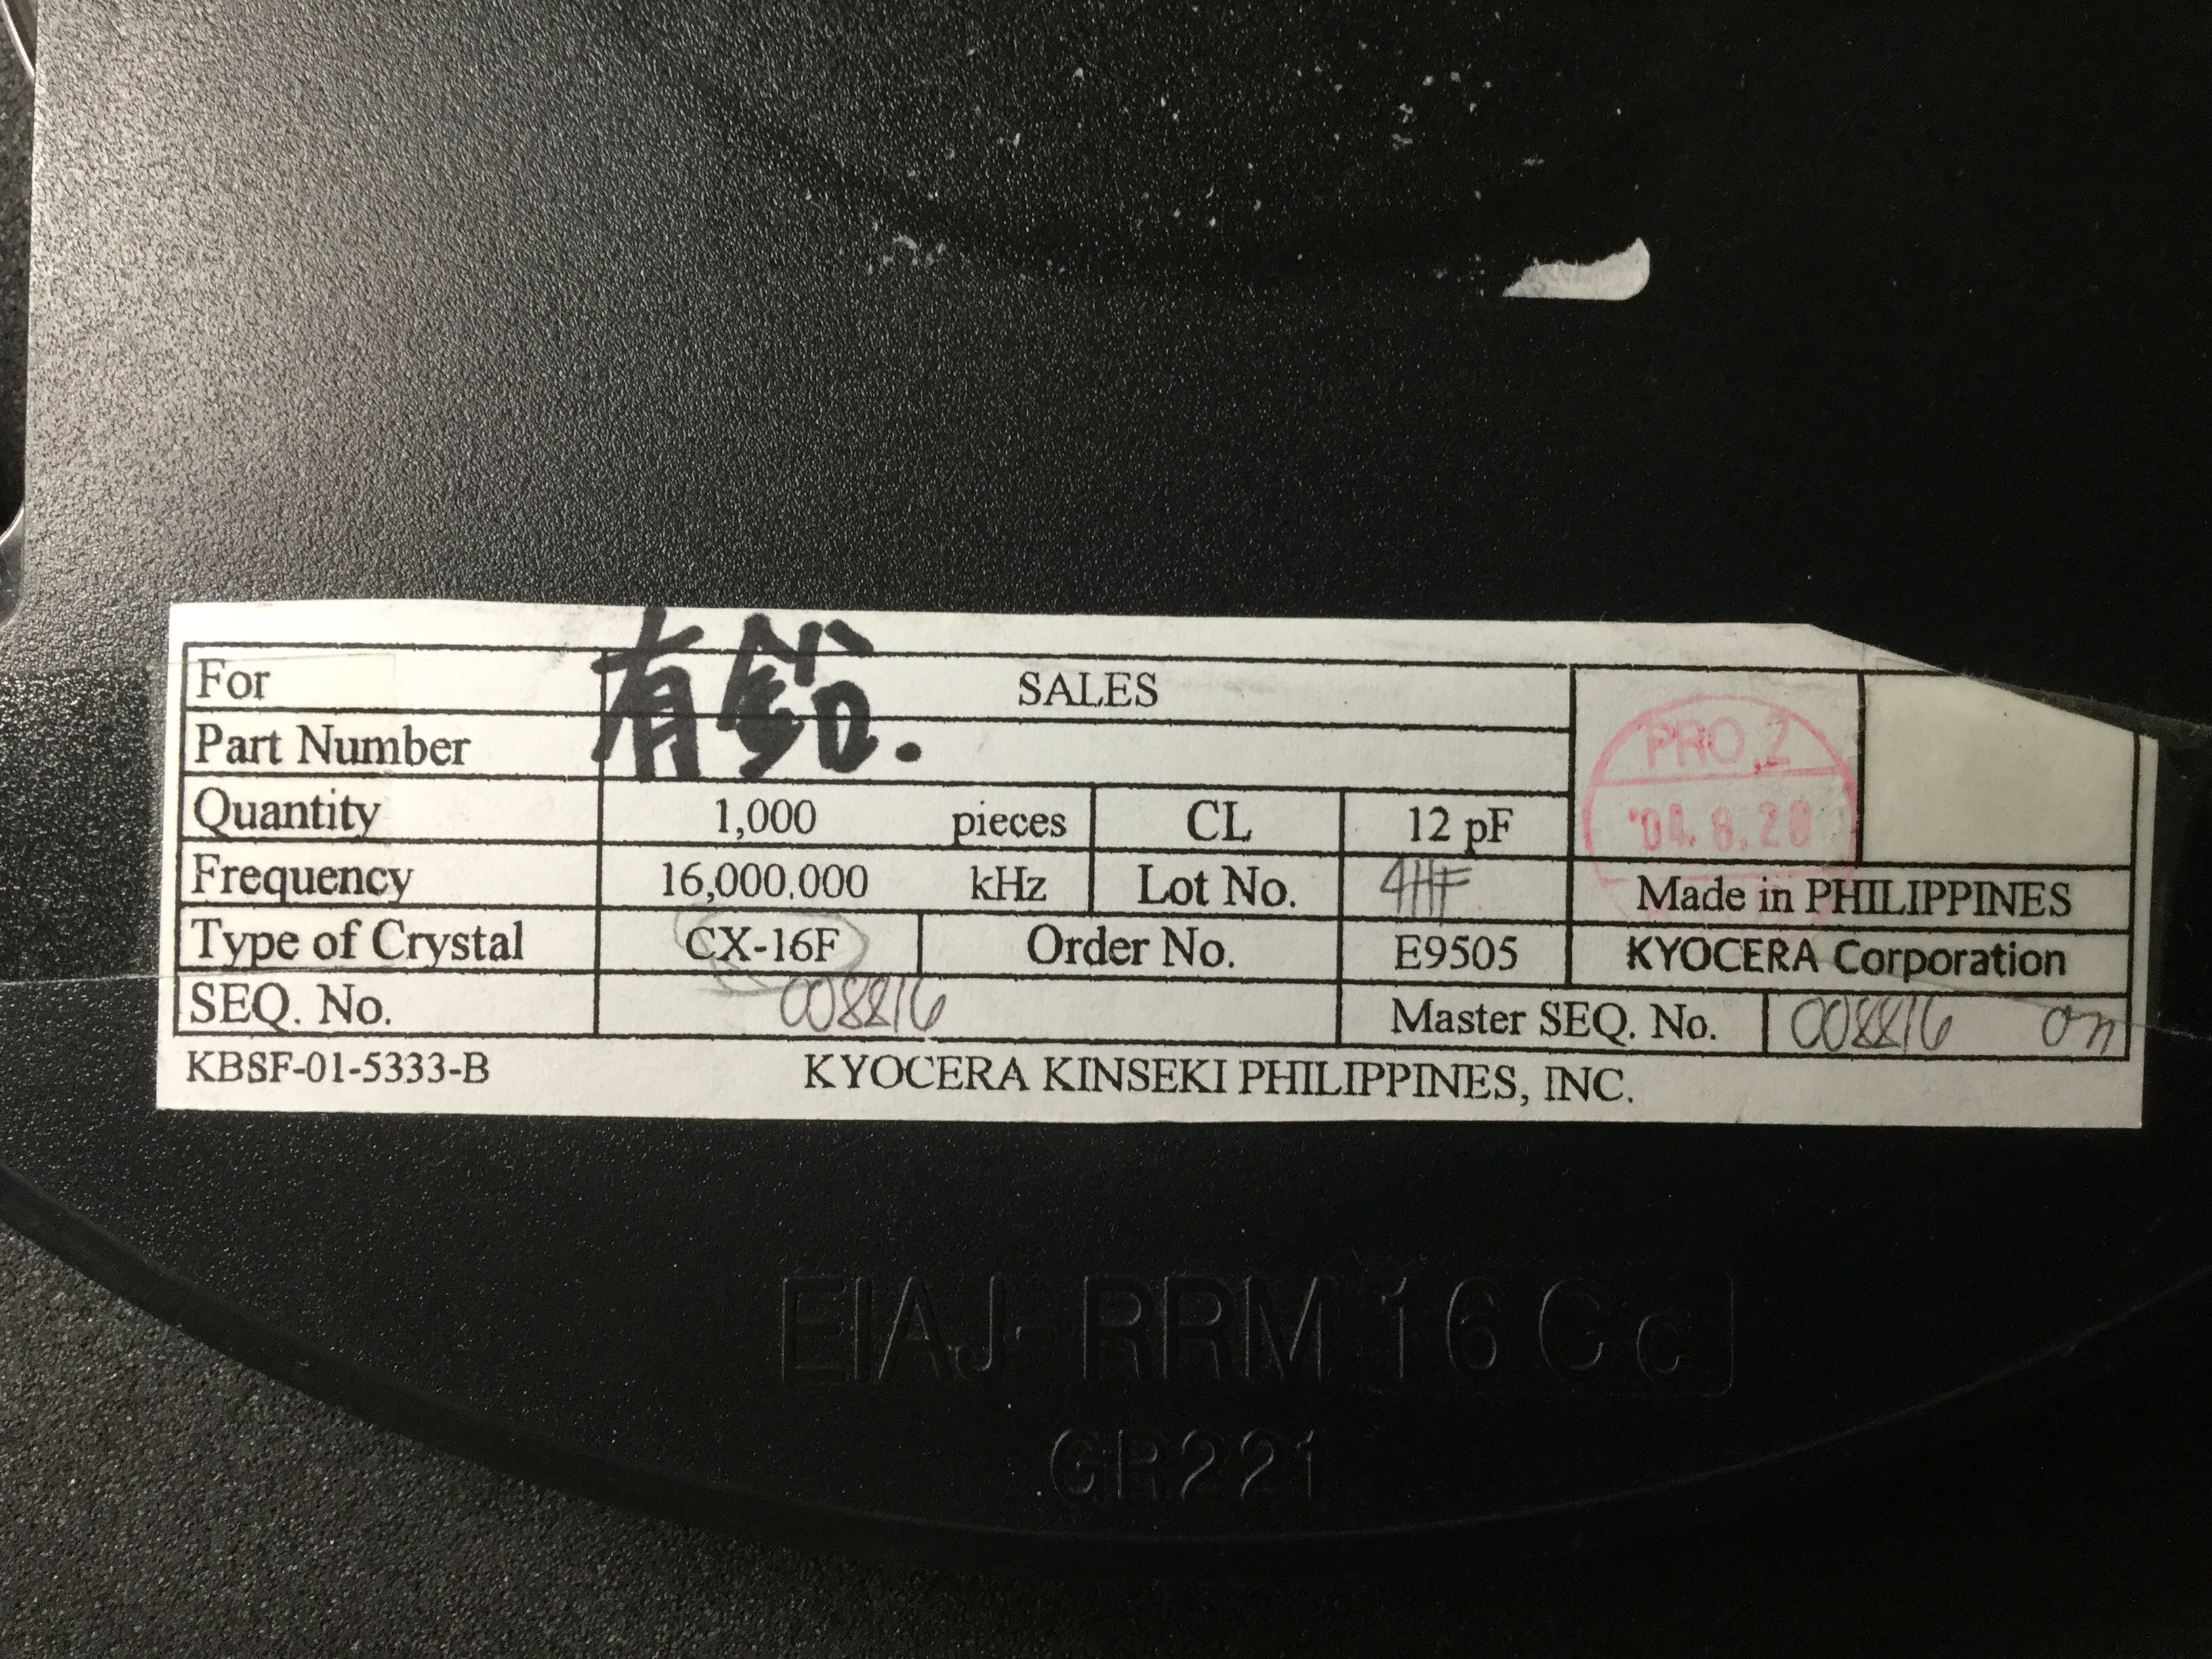 有鉛.
For SALES
Part Number
Quantity 1,000 pieces CL 12 pF
PRO,Z
'04. 8. 20
Frequency 16,000.000 kHz Lot No. 4HF Made in PHILIPPINES
Type of Crystal CX-16F Order No. E9505 KYOCERA Corporation
SEQ. No. 008816 Master SEQ. No. 008816
KBSF-01-5333-B KYOCERA KINSEKI PHILIPPINES, INC.
EIAJ RRM 16 C c
GR221